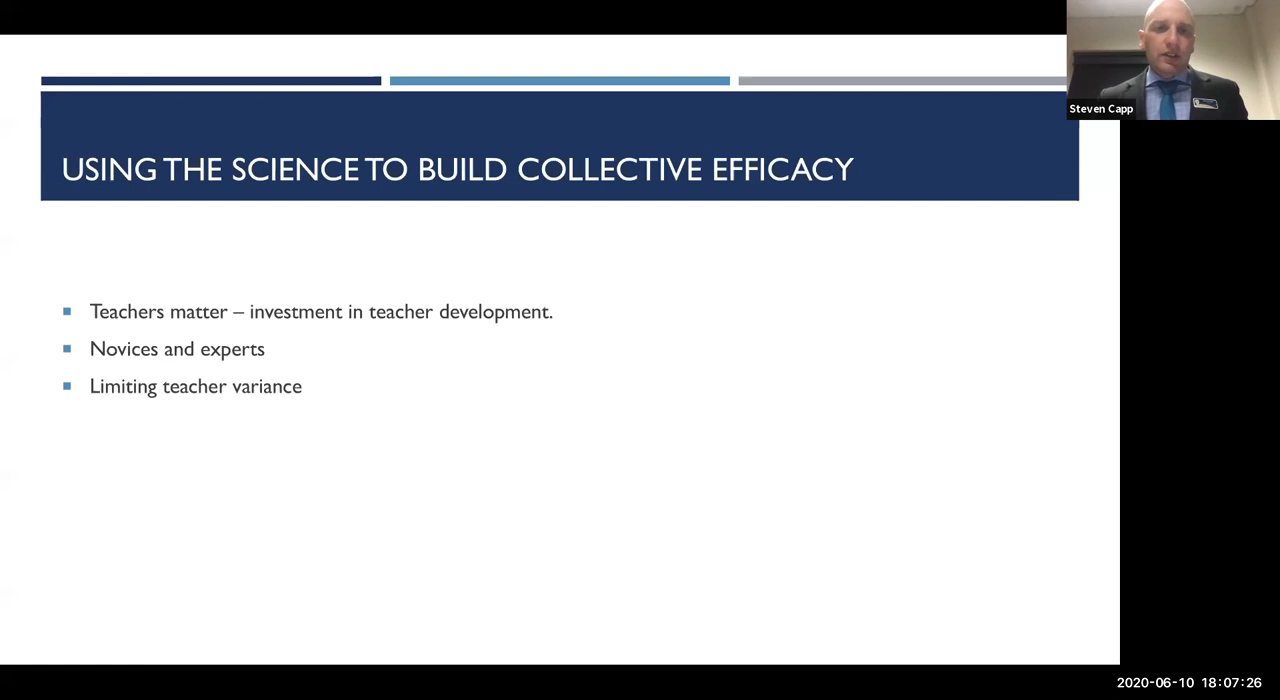 Steven Capp
USING THE SCIENCE TO BUILD COLLECTIVE EFFICACY
Teachers matter – investment in teacher development.
Novices and experts
Limiting teacher variance
2020-06-10 18:07:26